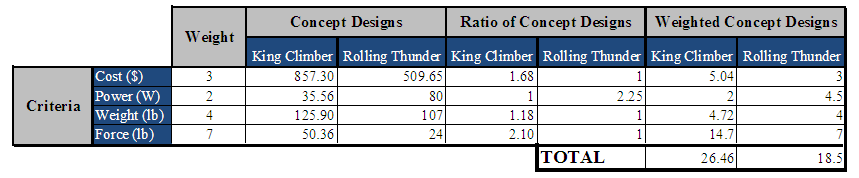 Weight Concept Designs Ratio of Concept Designs Weighted Concept Designs
King Climber Rolling Thunder King Climber Rolling Thunder King Climber Rolling Thunder
Criteria Cost ($) 3 857.30 509.65 1.68 1 5.04 3
Power (W) 2 35.56 80 1 2.25 2 4.5
Weight (lb) 4 125.90 107 1.18 1 4.72 4
Force (lb) 7 50.36 24 2.10 1 14.7 7
TOTAL 26.46 18.5